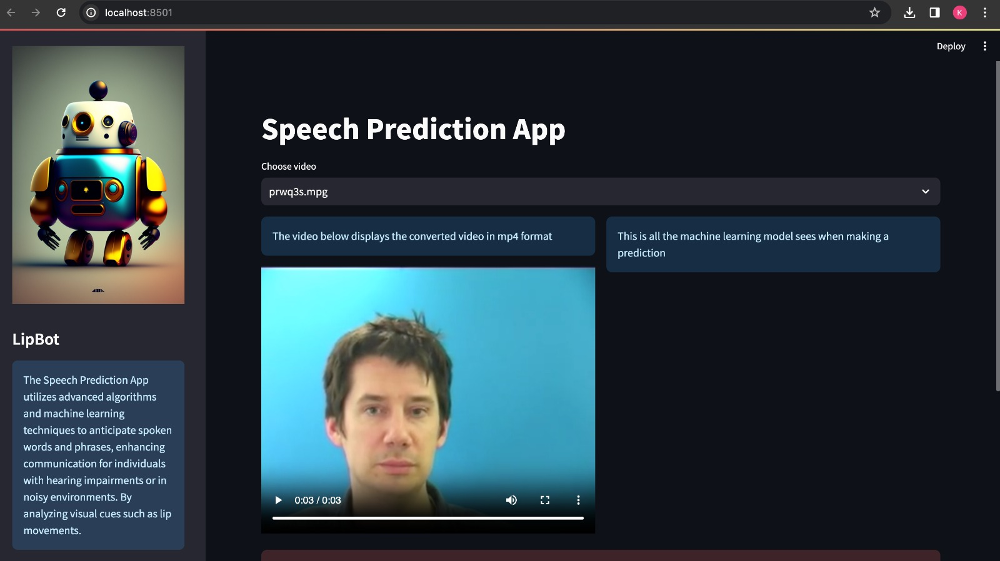 localhost:8501
K
Deploy
LipBot
The Speech Prediction App
utilizes advanced algorithms
and machine learning
techniques to anticipate spoken
words and phrases, enhancing
communication for individuals
with hearing impairments or in
noisy environments. By
analyzing visual cues such as lip
movements.
Speech Prediction App
Choose video
prwq3s.mpg
The video below displays the converted video in mp4 format
This is all the machine learning model sees when making a
prediction
0:03 / 0:03